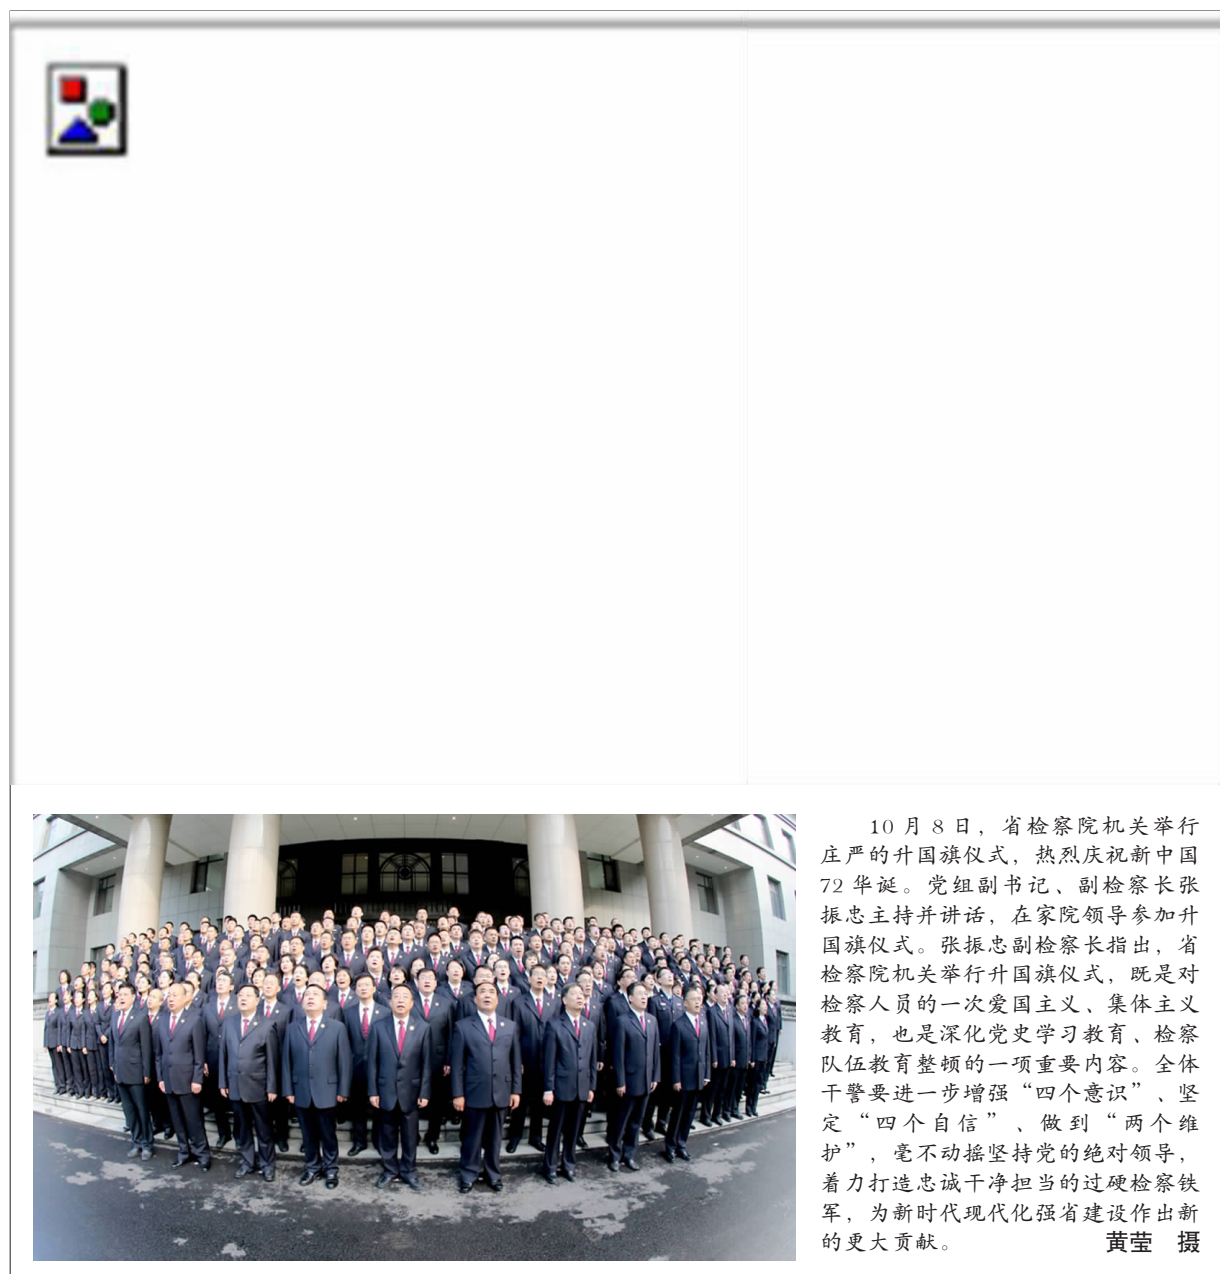 10 月 8 日，省检察院机关举行
庄严的升国旗仪式，热烈庆祝新中国
72 华诞。党组副书记、副检察长张
振忠主持并讲话，在家院领导参加升
国旗仪式。张振忠副检察长指出，省
检察院机关举行升国旗仪式，既是对
检察人员的一次爱国主义、集体主义
教育，也是深化党史学习教育、检察
队伍教育整顿的一项重要内容。全体
干警要进一步增强“四个意识”、坚
定“四个自信”、做到“两个维
护”，毫不动摇坚持党的绝对领导，
着力打造忠诚干净担当的过硬检察铁
军，为新时代现代化强省建设作出新
的更大贡献。 黄莹 摄